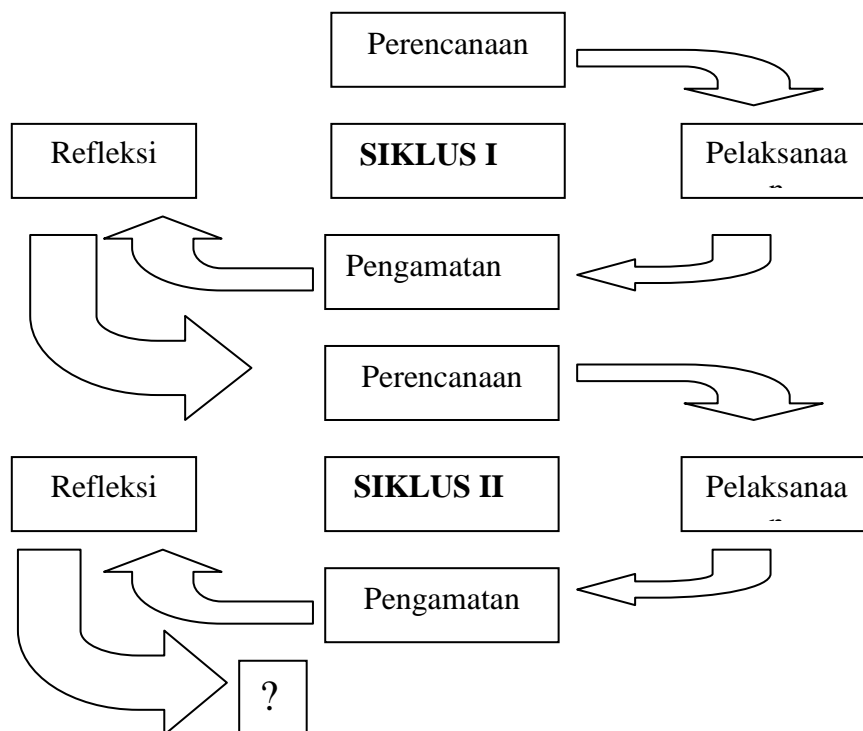 Perencanaan
Refleksi
SIKLUS I
Pelaksanaa
Pengamatan
Perencanaan
Refleksi
SIKLUS II
Pelaksanaa
Pengamatan
?